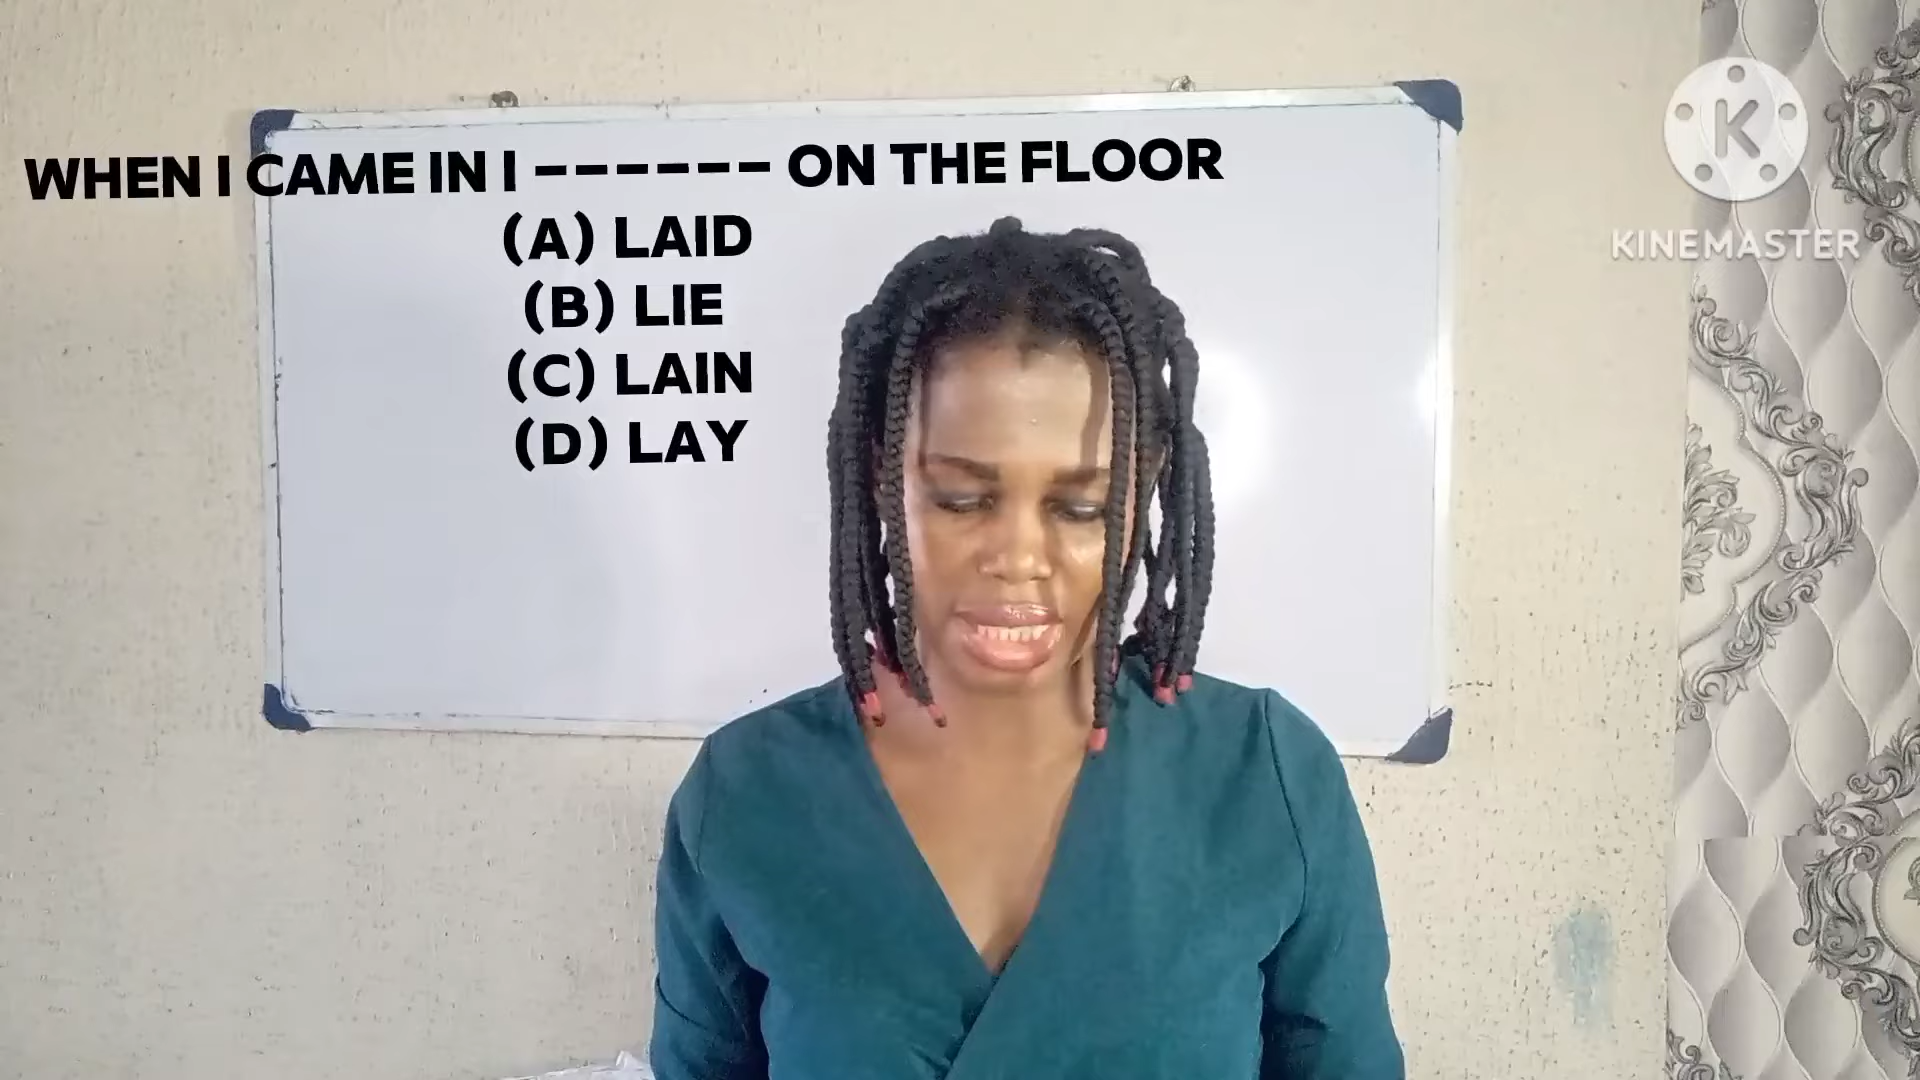 WHEN I CAME IN I ------ ON THE FLOOR
(A) LAID
(B) LIE
(C) LAIN
(D) LAY
K
KINEMASTER